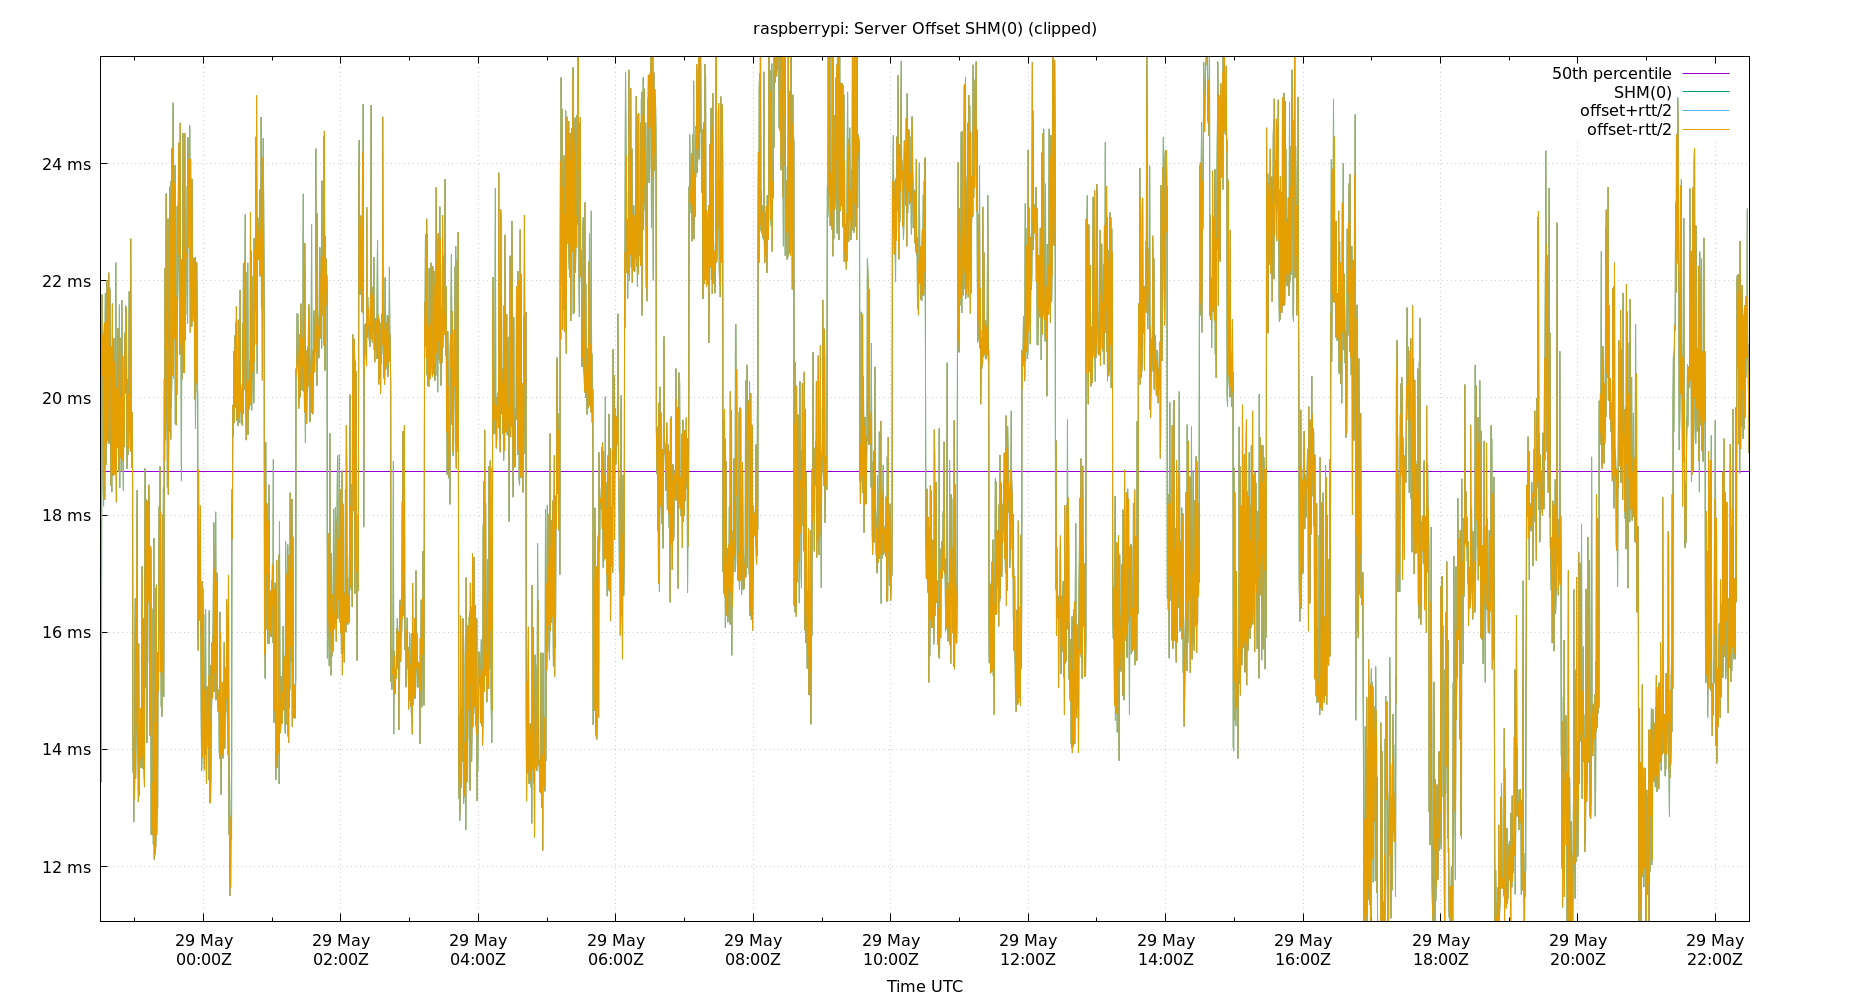 raspberrypi: Server Offset SHM(0) (clipped)
50th percentile
SHM(0)
offset+rtt/2
offset-rtt/2
24 ms
22 ms
20 ms
18 ms
16 ms
14 ms
12 ms
29 May 29 May 29 May 29 May 29 May 29 May 29 May 29 May 29 May 29 May 29 May 29 May
00:00Z 02:00Z 04:00Z 06:00Z 08:00Z 10:00Z 12:00Z 14:00Z 16:00Z 18:00Z 20:00Z 22:00Z
Time UTC